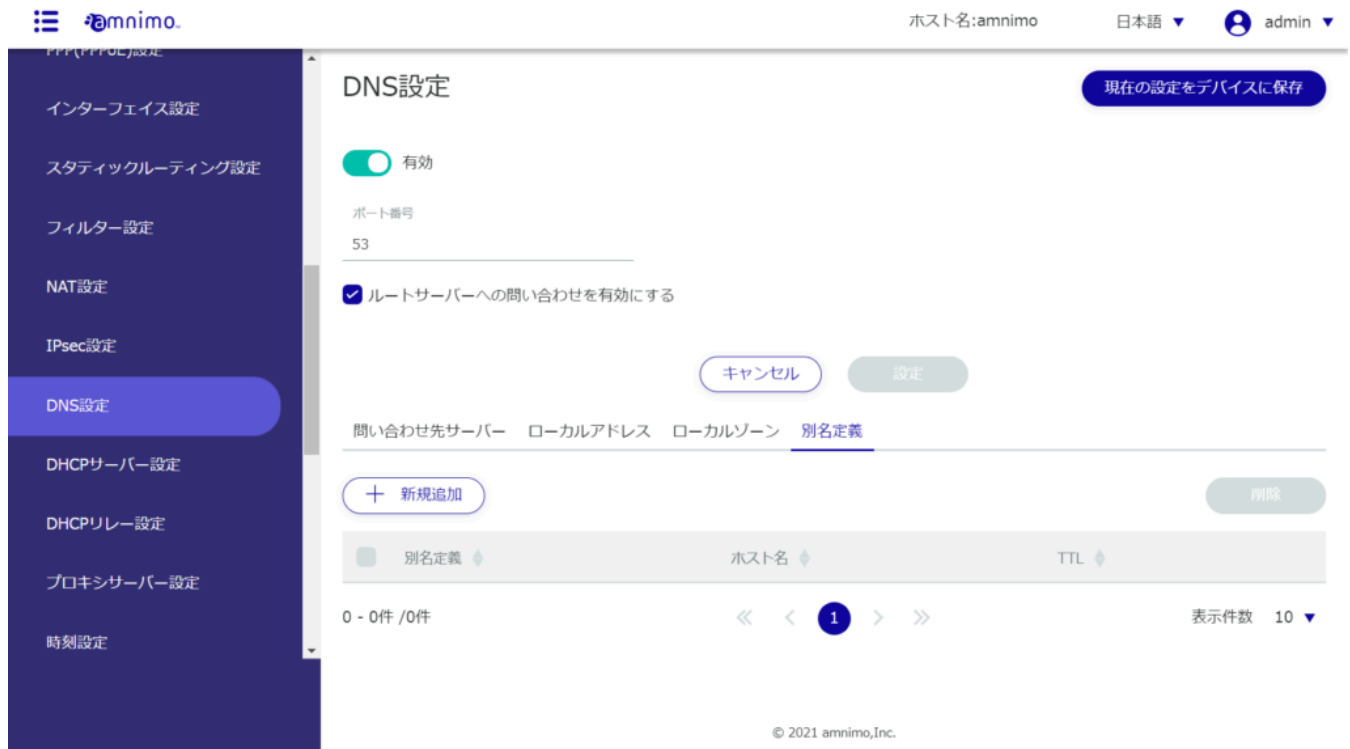 amnimo
ホスト名:amnimo
日本語 ▼
admin ▼
PPP(PPPoE)設定
インターフェイス設定
スタティックルーティング設定
フィルター設定
NAT設定
IPsec設定
DNS設定
DHCPサーバー設定
DHCPリレー設定
プロキシサーバー設定
時刻設定
DNS設定
現在の設定をデバイスに保存
有効
ポート番号
53
ルートサーバーへの問い合わせを有効にする
キャンセル
設定
問い合わせ先サーバー ローカルアドレス ローカルゾーン 別名定義
＋ 新規追加
削除
別名定義 ホスト名 TTL
0 - 0件 /0件
« < 1 > »
表示件数 10 ▼
© 2021 amnimo,Inc.